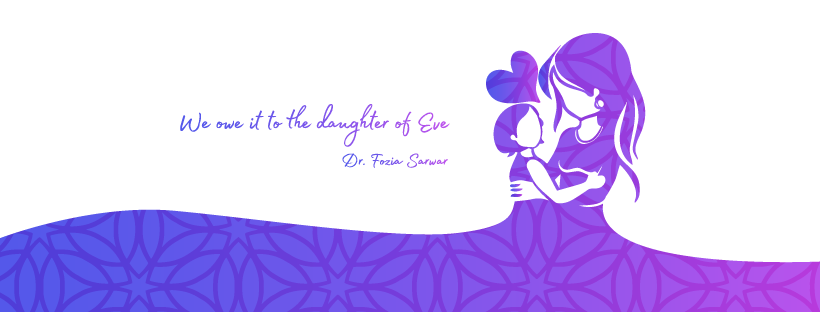 We owe it to the daughter of Eve
Dr. Fozia Sarwar